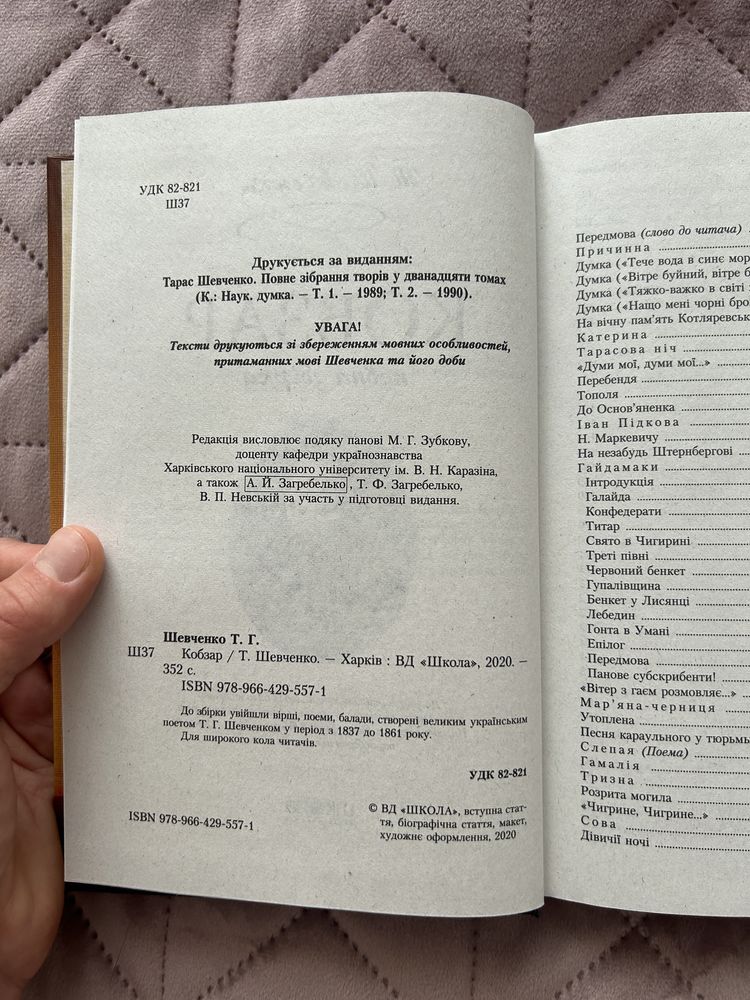 УДК 82-821
Ш37
Друкується за виданням:
Тарас Шевченко. Повне зібрання творів у дванадцяти томах
(К.: Наук. думка. – Т. 1. – 1989; Т. 2. – 1990).
УВАГА!
Тексти друкуються зі збереженням мовних особливостей,
притаманних мові Шевченка та його доби
Редакція висловлює подяку панові М. Г. Зубкову,
доценту кафедри українознавства
Харківського національного університету ім. В. Н. Каразіна,
а також А. Й. Загребелько, Т. Ф. Загребелько,
В. П. Невській за участь у підготовці видання.
Шевченко Т. Г.
Ш37 Кобзар / Т. Шевченко. – Харків : ВД «Школа», 2020. –
352 с.
ISBN 978-966-429-557-1
До збірки увійшли вірші, поеми, балади, створені великим українським
поетом Т. Г. Шевченком у період з 1837 до 1861 року.
Для широкого кола читачів.
УДК 82-821
ISBN 978-966-429-557-1
© ВД «ШКОЛА», вступна стат-
тя, біографічна стаття, макет,
художнє оформлення, 2020
Передмова (слово до читача)
Причинна
Думка («Тече вода в синє мор
Думка («Вітре буйний, вітре б
Думка («Тяжко-важко в світі
Думка («Нащо мені чорні бро
На вічну пам'ять Котляревськ
Катерина
Тарасова ніч
«Думи мої, думи мої...»
Перебендя
Тополя
До Основ'яненка
Іван Підкова
Н. Маркевичу
На незабудь Штернбергові
Гайдамаки
Інтродукція
Галайда
Конфедерати
Титар
Свято в Чигирині
Треті півні
Червоний бенкет
Гупалівщина
Бенкет у Лисянці
Лебедин
Гонта в Умані
Епілог
Передмова
Панове субскрибенти!
«Вітер з гаєм розмовляє...»
Мар'яна-черниця
Утоплена
Песня караульного у тюрьмы
Слепая (Поема)
Гамалія
Тризна
Розрита могила
«Чигрине, Чигрине...»
Сова
Дівичії ночі